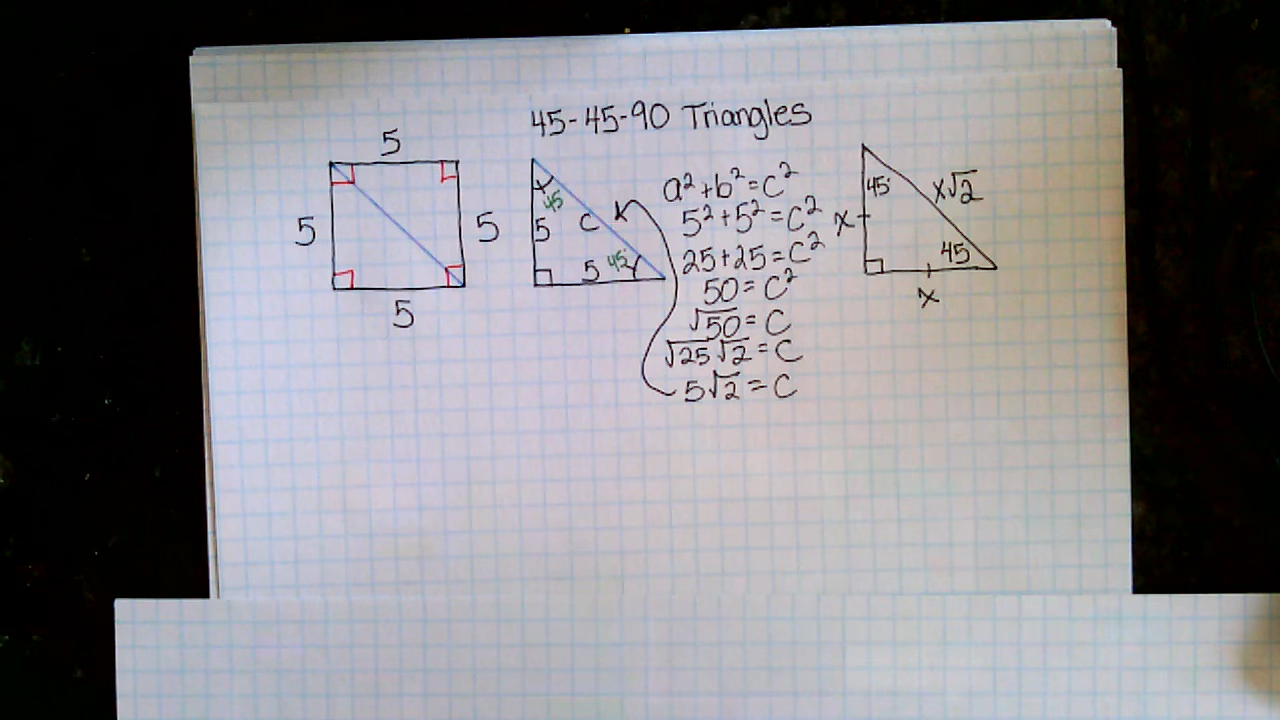 45-45-90 Triangles
5
5
5
5
45
5
C
5
45°
a²+b²=C²
5²+5²=C²
25+25=C²
50=C²
√50=C
√25√2=C
5√2=C
45°
x√2
x
45
x